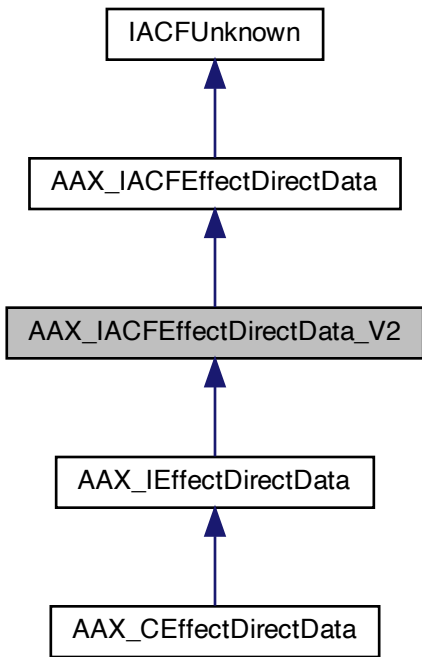 IACFUnknown
AAX_IACFEffectDirectData
AAX_IACFEffectDirectData_V2
AAX_IEffectDirectData
AAX_CEffectDirectData